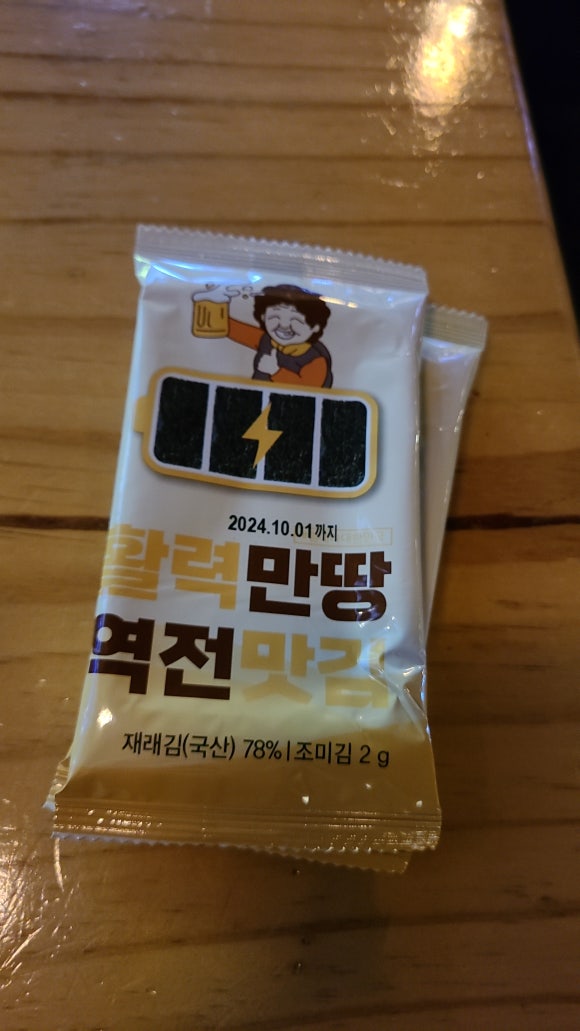 2024.10.01까지
활력만땅
역전맛김
재래김(국산) 78% | 조미김 2 g